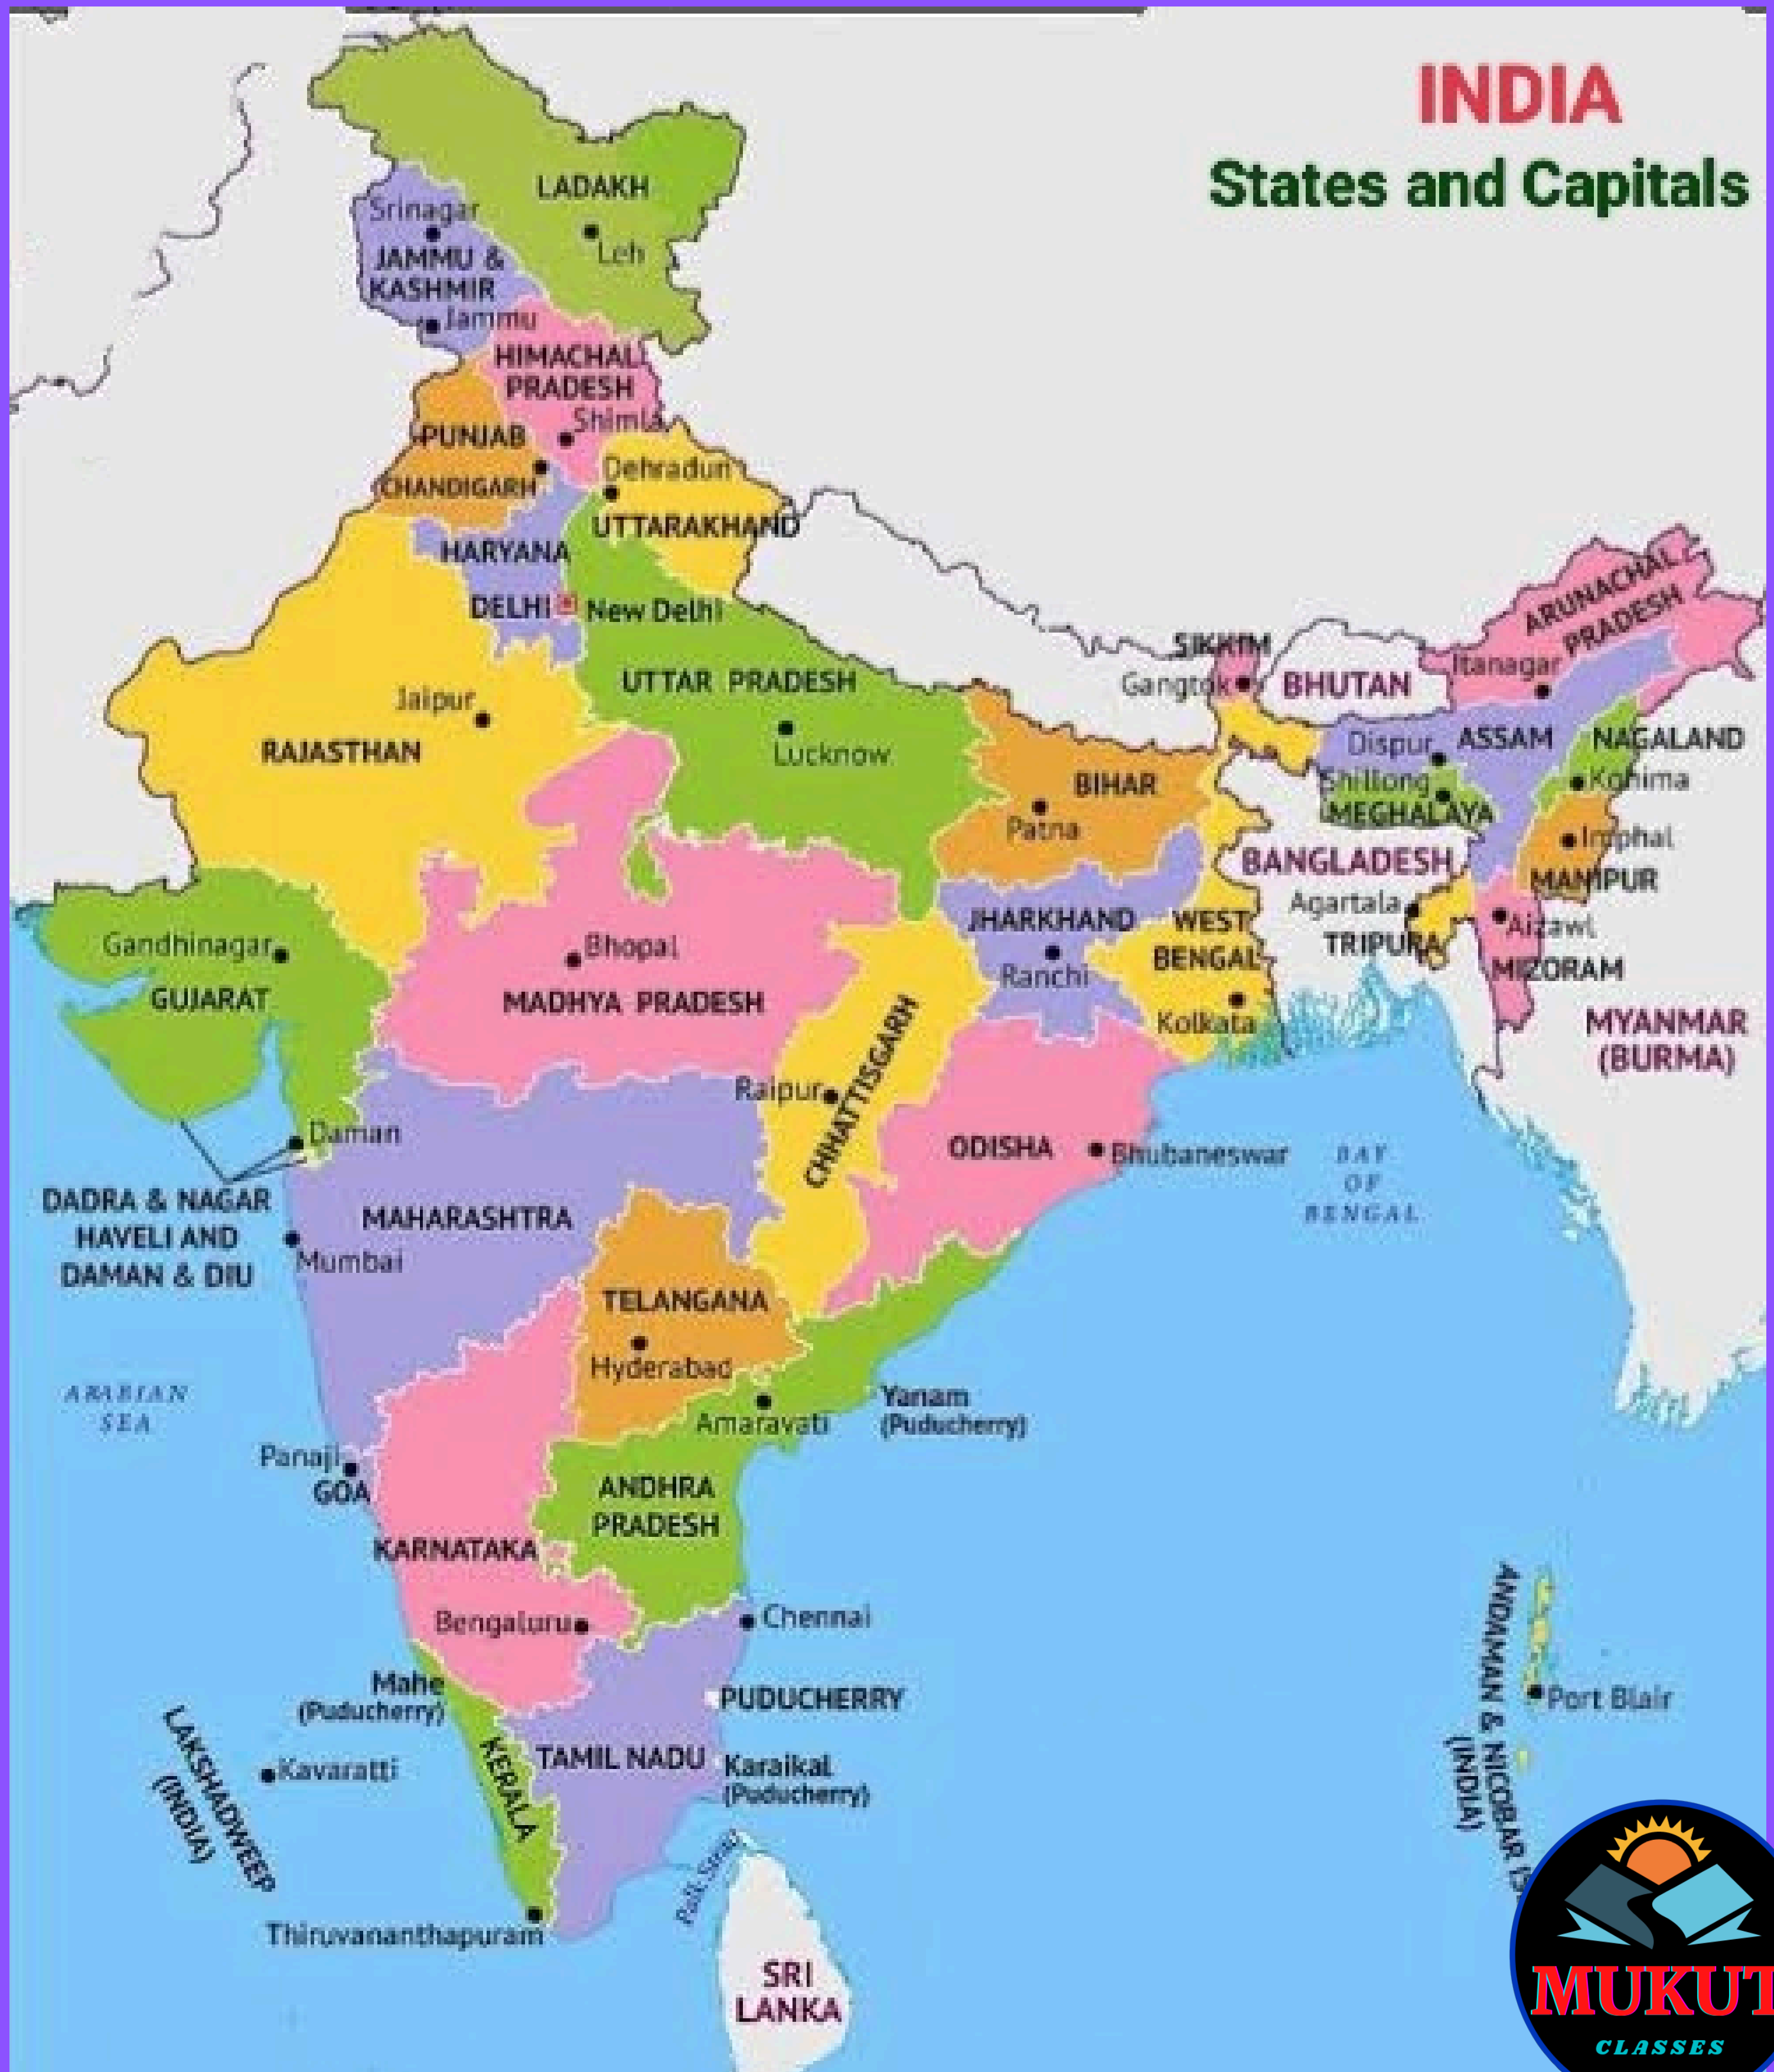 INDIA
States and Capitals
LADAKH
Leh
Srinagar
JAMMU &
KASHMIR
Jammu
HIMACHAL
PRADESH
Shimla
PUNJAB
CHANDIGARH
Dehradun
UTTARAKHAND
HARYANA
DELHI
New Delhi
UTTAR PRADESH
Lucknow
Jaipur
RAJASTHAN
BIHAR
Patna
SIKKIM
Gangtok
BHUTAN
ARUNACHAL
PRADESH
Itanagar
Dispur
ASSAM
NAGALAND
Kohima
Shillong
MEGHALAYA
Imphal
MANIPUR
BANGLADESH
Agartala
TRIPURA
Aizawl
MIZORAM
MYANMAR
(BURMA)
JHARKHAND
Ranchi
WEST
BENGAL
Kolkata
Gandhinagar
GUJARAT
Bhopal
MADHYA PRADESH
Raipur
CHHATTISGARH
ODISHA
Bhubaneswar
BAY
OF
BENGAL
Daman
DADRA & NAGAR
HAVELI AND
DAMAN & DIU
MAHARASHTRA
Mumbai
TELANGANA
Hyderabad
ARABIAN
SEA
Amaravati
Yanam
(Puducherry)
Panaji
GOA
ANDHRA
PRADESH
KARNATAKA
Bengaluru
Chennai
Mahe
(Puducherry)
PUDUCHERRY
LAKSHADWEEP
(INDIA)
Kavaratti
KERALA
TAMIL NADU
Karaikal
(Puducherry)
Thiruvananthapuram
Palk Strait
SRI
LANKA
ANDAMAN & NICOBAR IS
(INDIA)
Port Blair
MUKUT
CLASSES